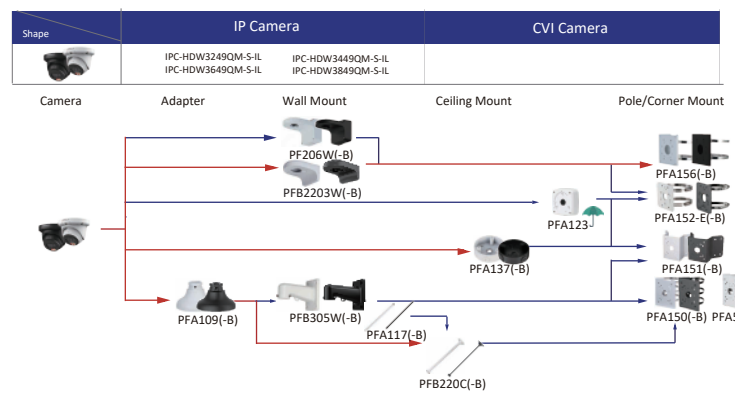 Shape
IP Camera
CVI Camera
IPC-HDW3249QM-S-IL
IPC-HDW3449QM-S-IL
IPC-HDW3649QM-S-IL
IPC-HDW3849QM-S-IL
Camera
Adapter
Wall Mount
Ceiling Mount
Pole/Corner Mount
PF206W(-B)
PFB2203W(-B)
PFA156(-B)
PFA123
PFA152-E(-B)
PFA137(-B)
PFA151(-B)
PFA109(-B)
PFB305W(-B)
PFA117(-B)
PFA150(-B)
PFA5
PFB220C(-B)